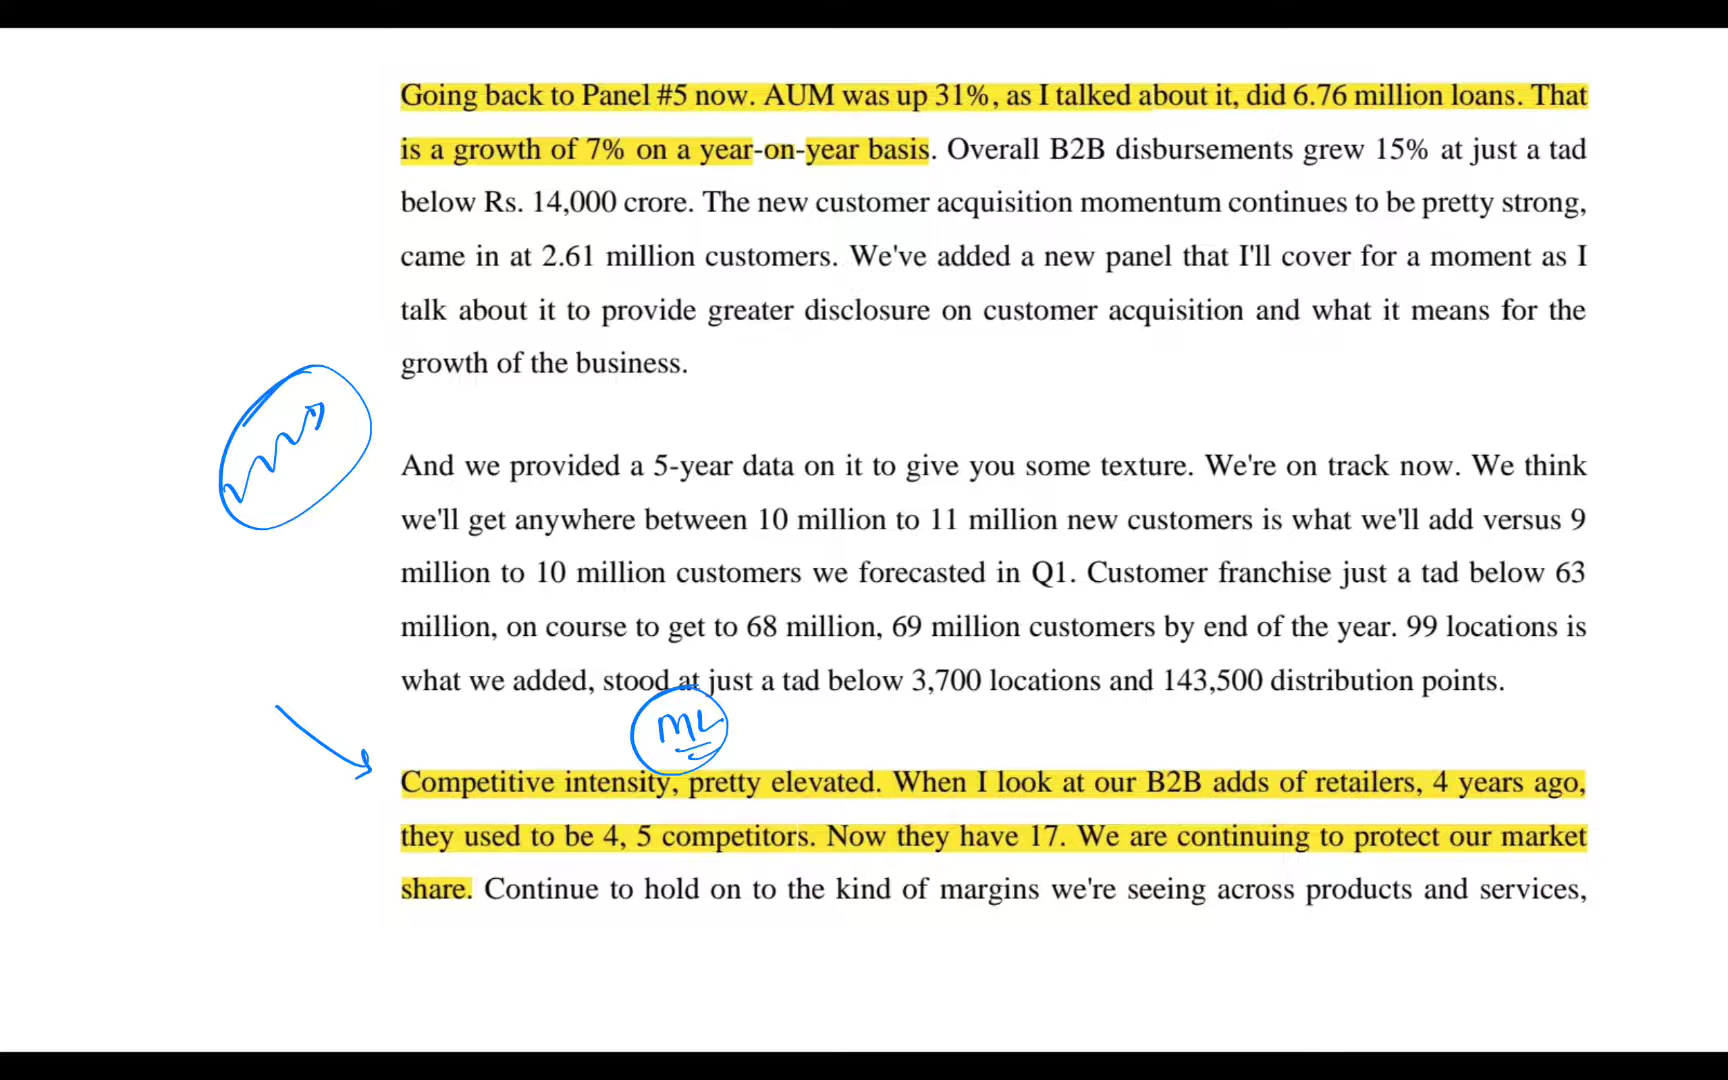 Going back to Panel #5 now. AUM was up 31%, as I talked about it, did 6.76 million loans. That
is a growth of 7% on a year-on-year basis. Overall B2B disbursements grew 15% at just a tad
below Rs. 14,000 crore. The new customer acquisition momentum continues to be pretty strong,
came in at 2.61 million customers. We've added a new panel that I'll cover for a moment as I
talk about it to provide greater disclosure on customer acquisition and what it means for the
growth of the business.
And we provided a 5-year data on it to give you some texture. We're on track now. We think
we'll get anywhere between 10 million to 11 million new customers is what we'll add versus 9
million to 10 million customers we forecasted in Q1. Customer franchise just a tad below 63
million, on course to get to 68 million, 69 million customers by end of the year. 99 locations is
what we added, stood at just a tad below 3,700 locations and 143,500 distribution points.
ML
Competitive intensity, pretty elevated. When I look at our B2B adds of retailers, 4 years ago,
they used to be 4, 5 competitors. Now they have 17. We are continuing to protect our market
share. Continue to hold on to the kind of margins we're seeing across products and services,